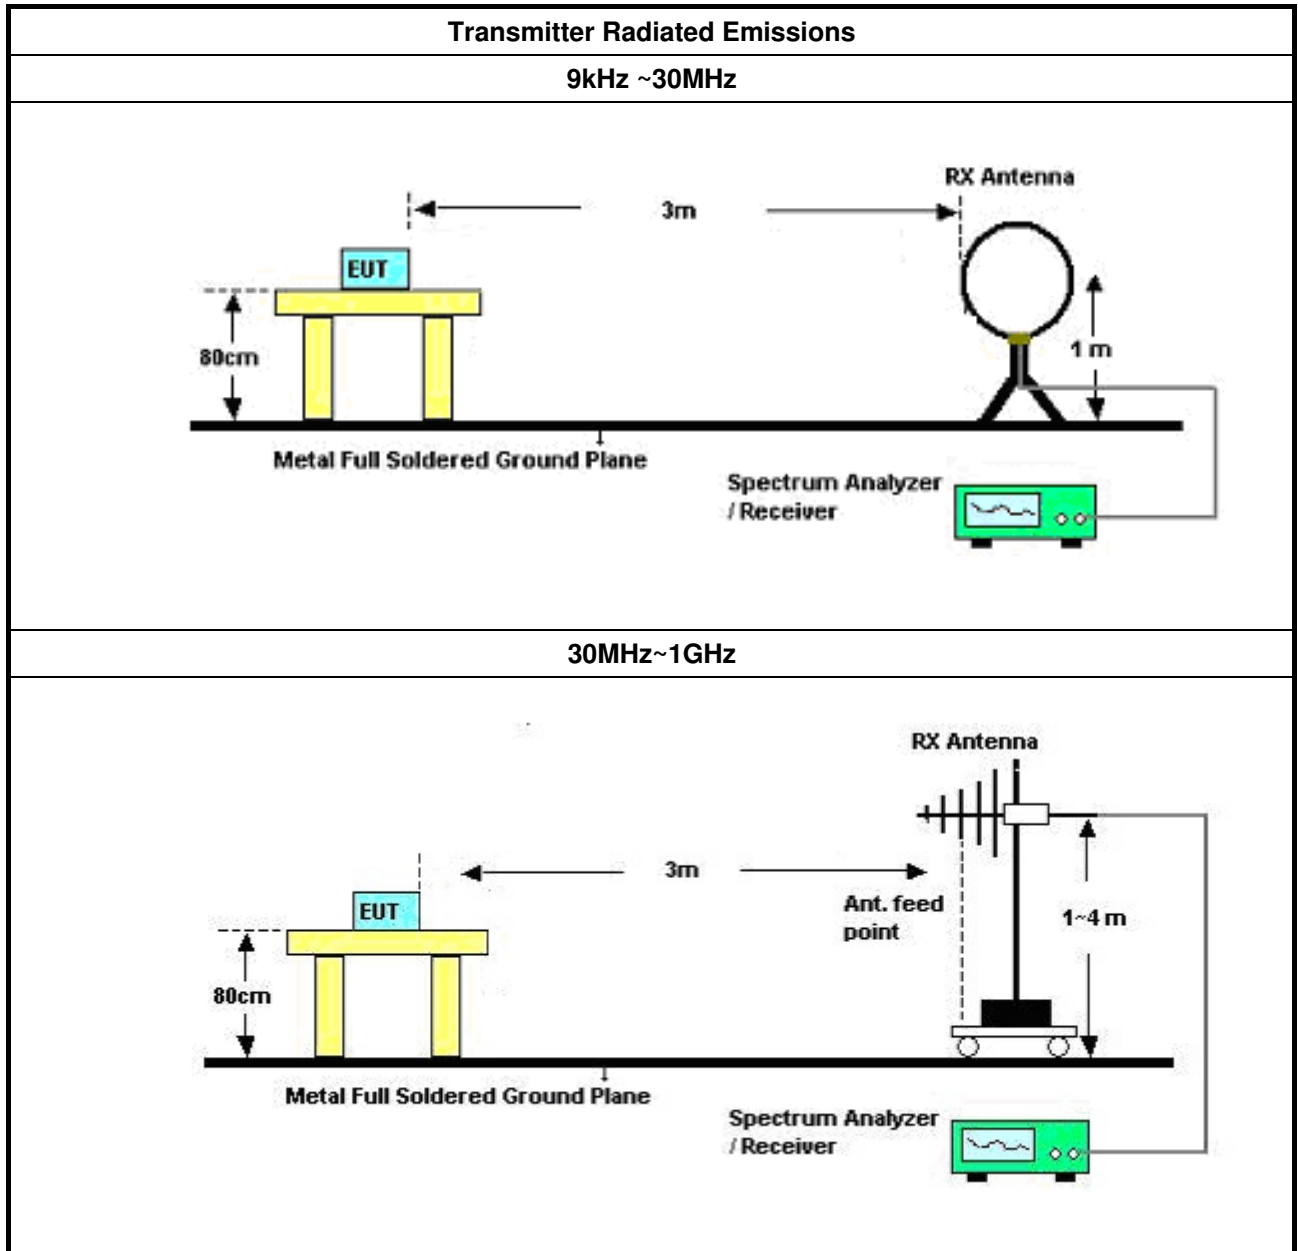 Transmitter Radiated Emissions
9kHz ~30MHz
RX Antenna
3m
EUT
80cm
1 m
Metal Full Soldered Ground Plane
Spectrum Analyzer
/ Receiver
30MHz~1GHz
RX Antenna
3m
Ant. feed
point
EUT
1~4 m
80cm
Metal Full Soldered Ground Plane
Spectrum Analyzer
/ Receiver